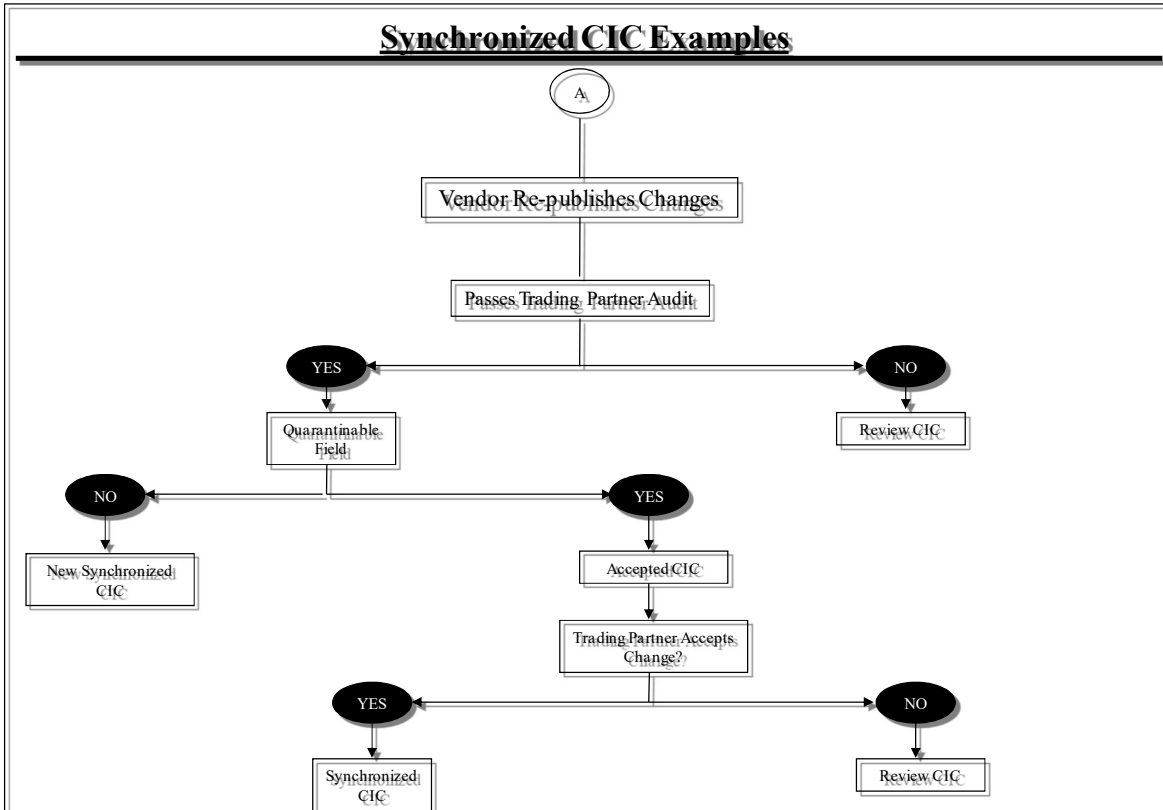 Synchronized CIC Examples
A
Vendor Re-publishes Changes
Passes Trading Partner Audit
YES
NO
Quarantinable
Field
Review CIC
NO
YES
New Synchronized
CIC
Accepted CIC
Trading Partner Accepts
Change?
YES
NO
Synchronized
CIC
Review CIC